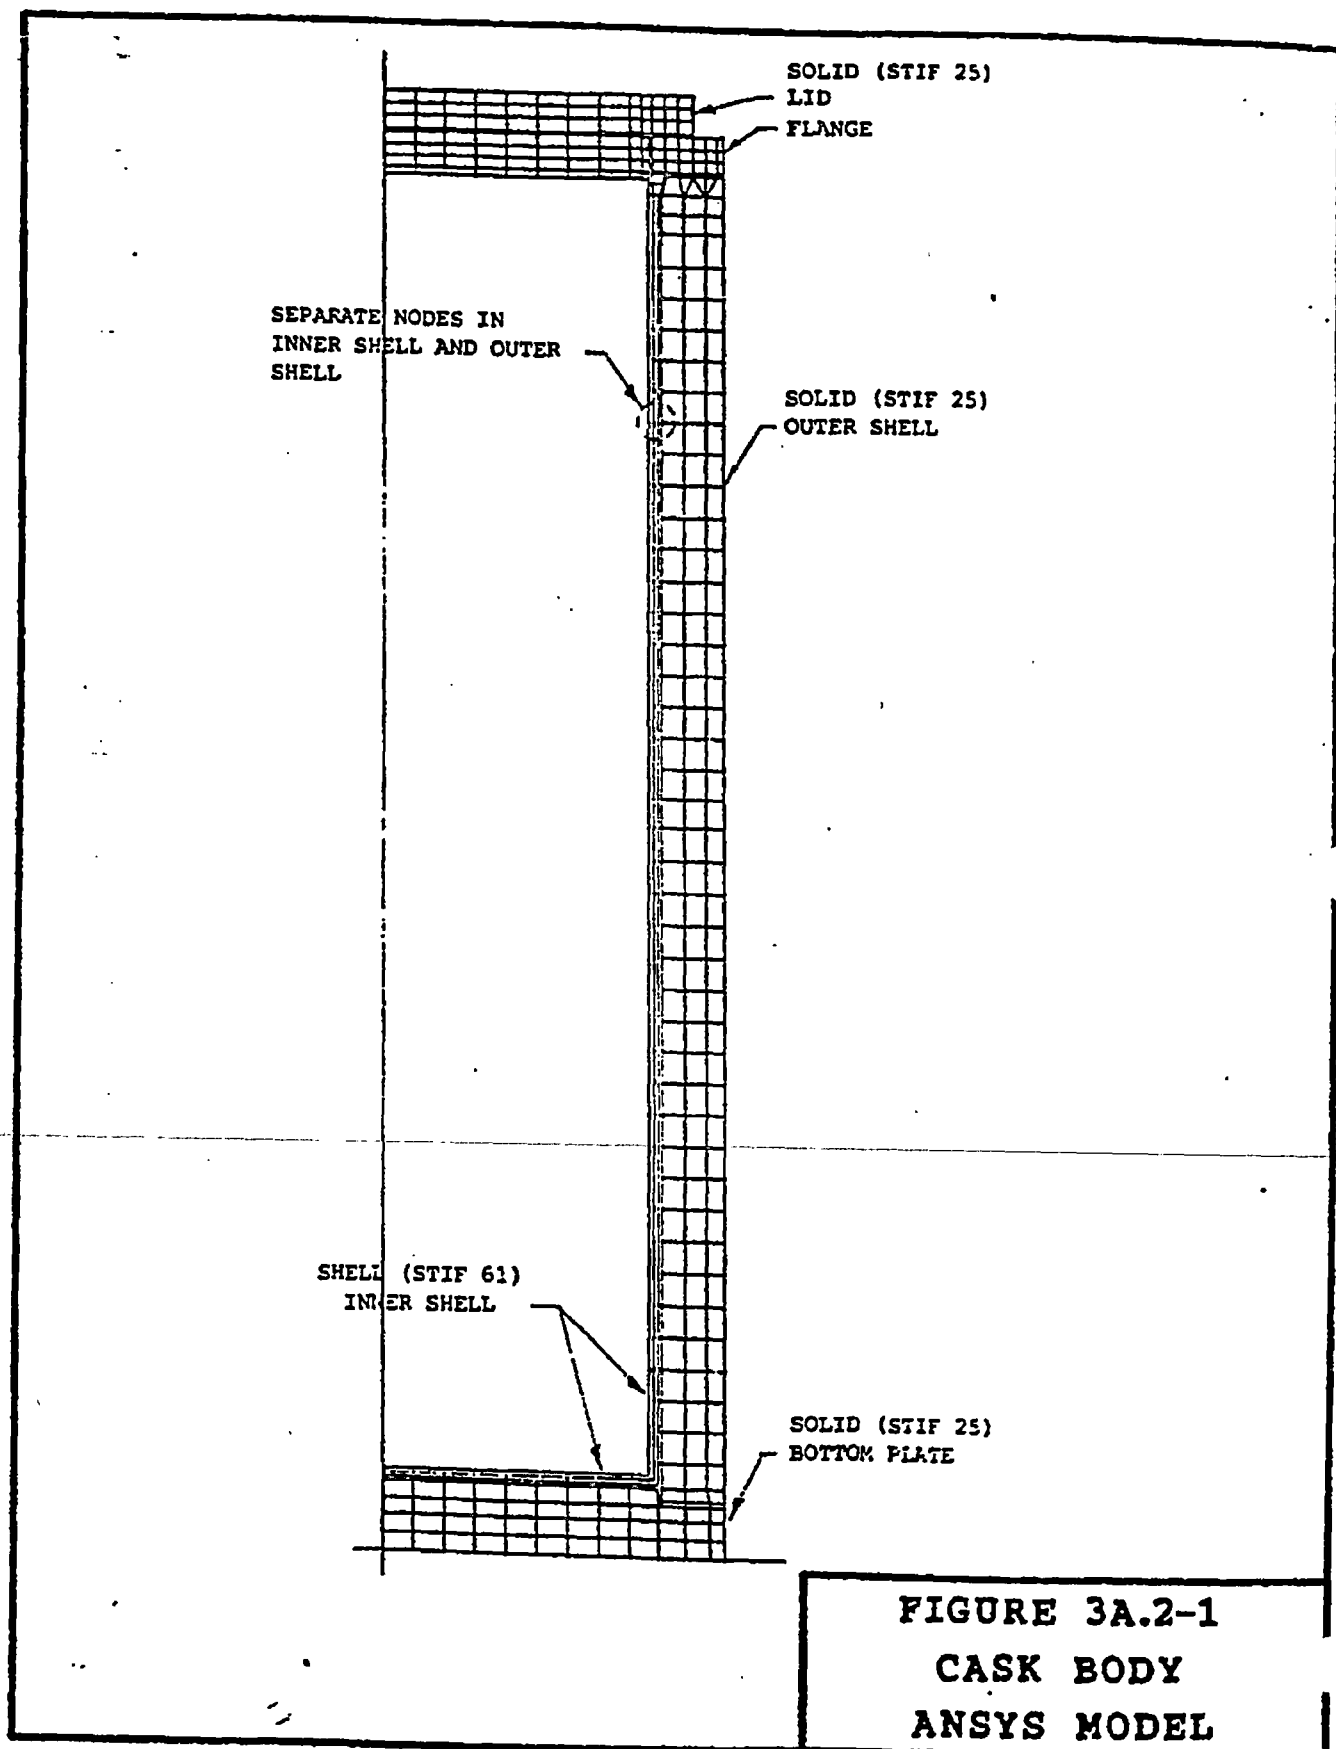 SOLID (STIF 25)
LID
FLANGE
SEPARATE NODES IN
INNER SHELL AND OUTER
SHELL
SOLID (STIF 25)
OUTER SHELL
SHELL (STIF 61)
INNER SHELL
SOLID (STIF 25)
BOTTOM PLATE
FIGURE 3A.2-1
CASK BODY
ANSYS MODEL